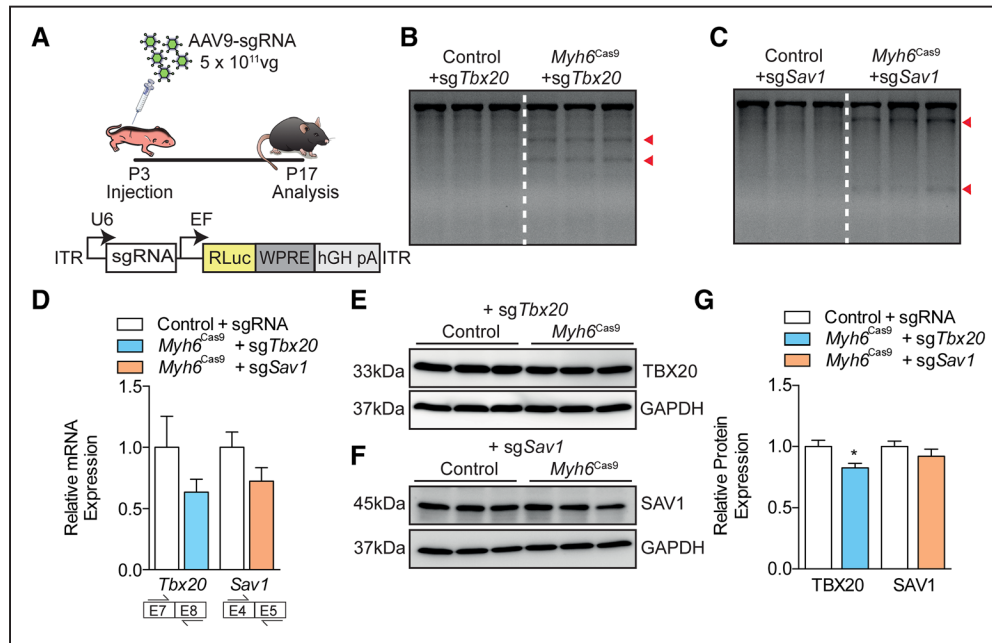 A
AAV9-sgRNA
5 x 10¹¹vg
P3
Injection
P17
Analysis
U6
EF
ITR
sgRNA
RLuc
WPRE
hGH pA
ITR
B
Control
+sgTbx20
Myh6Cas9
+sgTbx20
C
Control
+sgSav1
Myh6Cas9
+sgSav1
D
Control + sgRNA
Myh6Cas9 + sgTbx20
Myh6Cas9 + sgSav1
Relative mRNA
Expression
1.5
1.0
0.5
0.0
Tbx20
Sav1
E7
E8
E4
E5
E
+ sgTbx20
Control
Myh6Cas9
33kDa
TBX20
37kDa
GAPDH
F
+ sgSav1
Control
Myh6Cas9
45kDa
SAV1
37kDa
GAPDH
G
Control + sgRNA
Myh6Cas9 + sgTbx20
Myh6Cas9 + sgSav1
Relative Protein
Expression
1.5
1.0
0.5
0.0
*
TBX20
SAV1